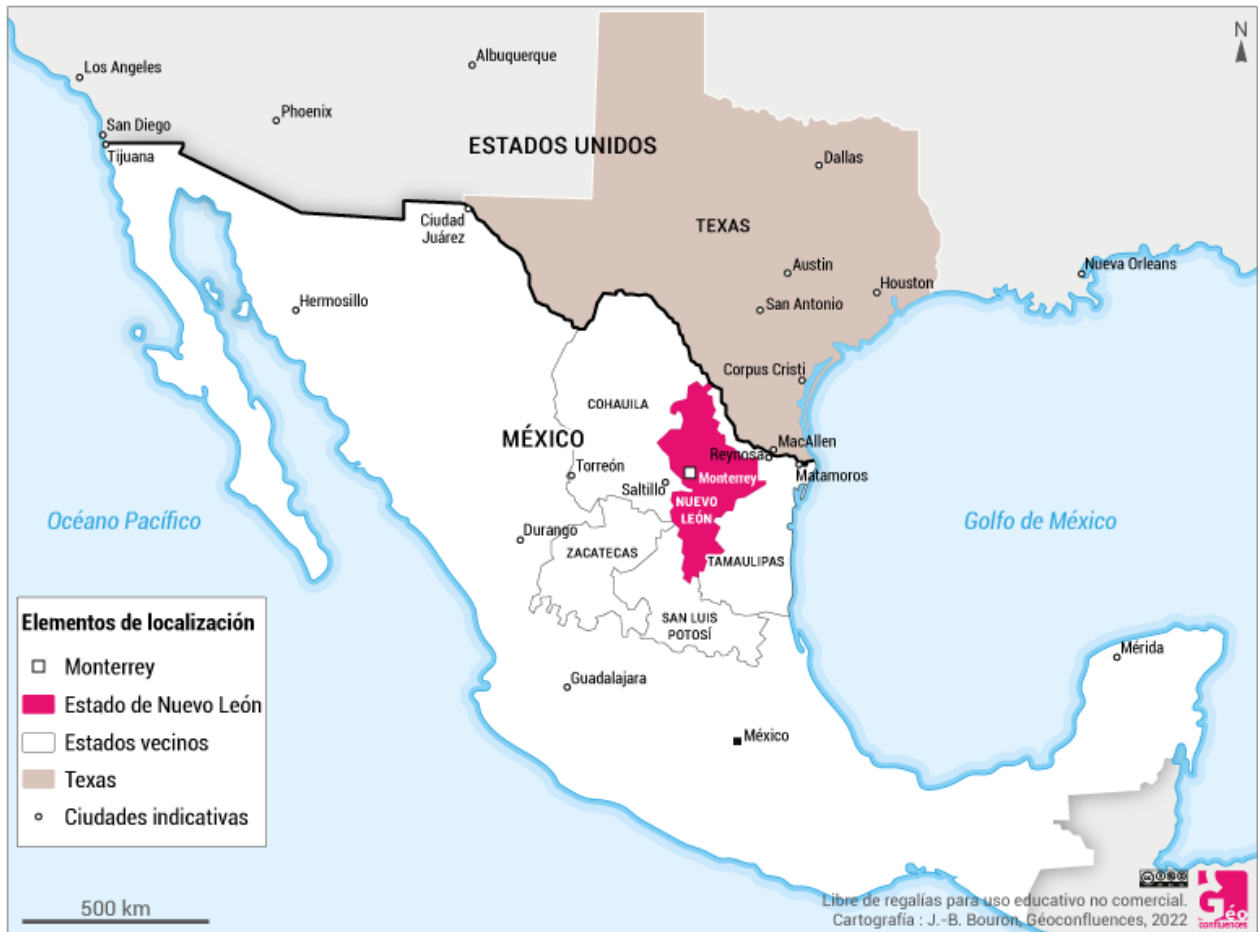 N
Los Angeles
Albuquerque
Phoenix
San Diego
Tijuana
ESTADOS UNIDOS
Dallas
Ciudad
Juárez
TEXAS
Austin
Nueva Orleans
Houston
Hermosillo
San Antonio
Corpus Cristi
COHAUILA
MÉXICO
MacAllen
Reynosa
Matamoros
Torreón
Saltillo
Monterrey
NUEVO
LEÓN
Océano Pacífico
Golfo de México
Durango
ZACATECAS
TAMAULIPAS
SAN LUIS
POTOSÍ
Guadalajara
México
Mérida
Elementos de localización
Monterrey
Estado de Nuevo León
Estados vecinos
Texas
Ciudades indicativas
500 km
Libre de regalías para uso educativo no comercial.
Cartografía : J.-B. Bouron, Géoconfluences, 2022
Géo
confluences